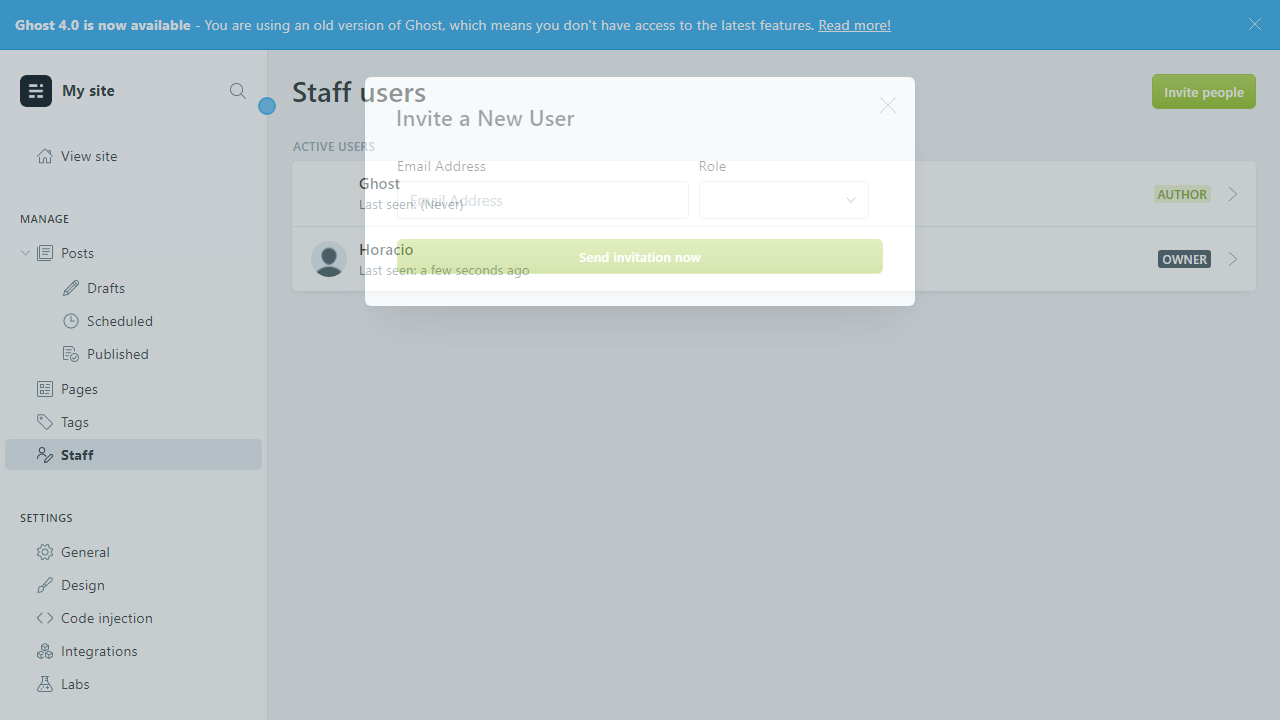 Ghost 4.0 is now available - You are using an old version of Ghost, which means you don't have access to the latest features. Read more!
My site
View site
MANAGE
Posts
Drafts
Scheduled
Published
Pages
Tags
Staff
SETTINGS
General
Design
Code injection
Integrations
Labs
Staff users
Invite people
Invite a New User
ACTIVE USERS
Email Address
Role
Ghost
Email Address
Last seen: (Never)
AUTHOR
Horacio
Send invitation now
Last seen: a few seconds ago
OWNER